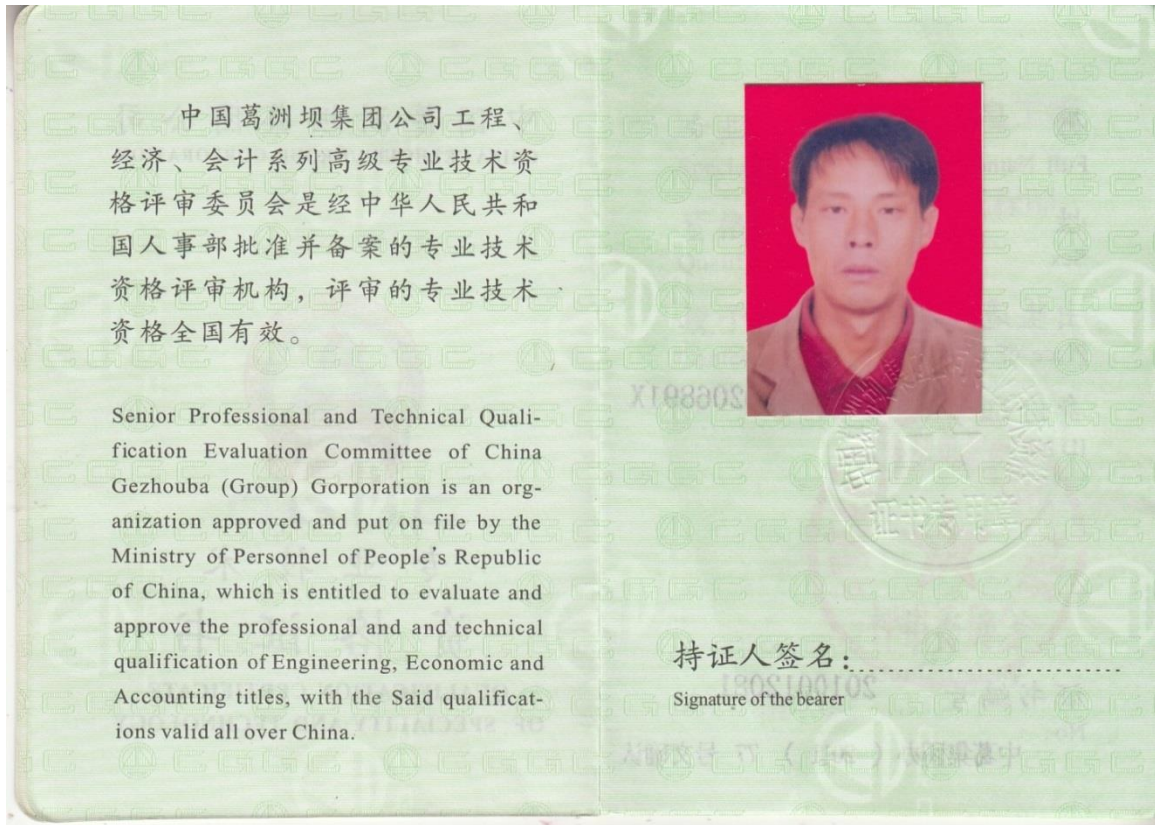 中国葛洲坝集团公司工程、
经济、会计系列高级专业技术资
格评审委员会是经中华人民共和
国人事部批准并备案的专业技术
资格评审机构，评审的专业技术
资格全国有效。
Senior Professional and Technical Quali-
fication Evaluation Committee of China
Gezhouba (Group) Gorporation is an org-
anization approved and put on file by the
Ministry of Personnel of People's Republic
of China, which is entitled to evaluate and
approve the professional and and technical
qualification of Engineering, Economic and
Accounting titles, with the Said qualificat-
ions valid all over China.
证书专用章
持证人签名：
Signature of the bearer
CGGC